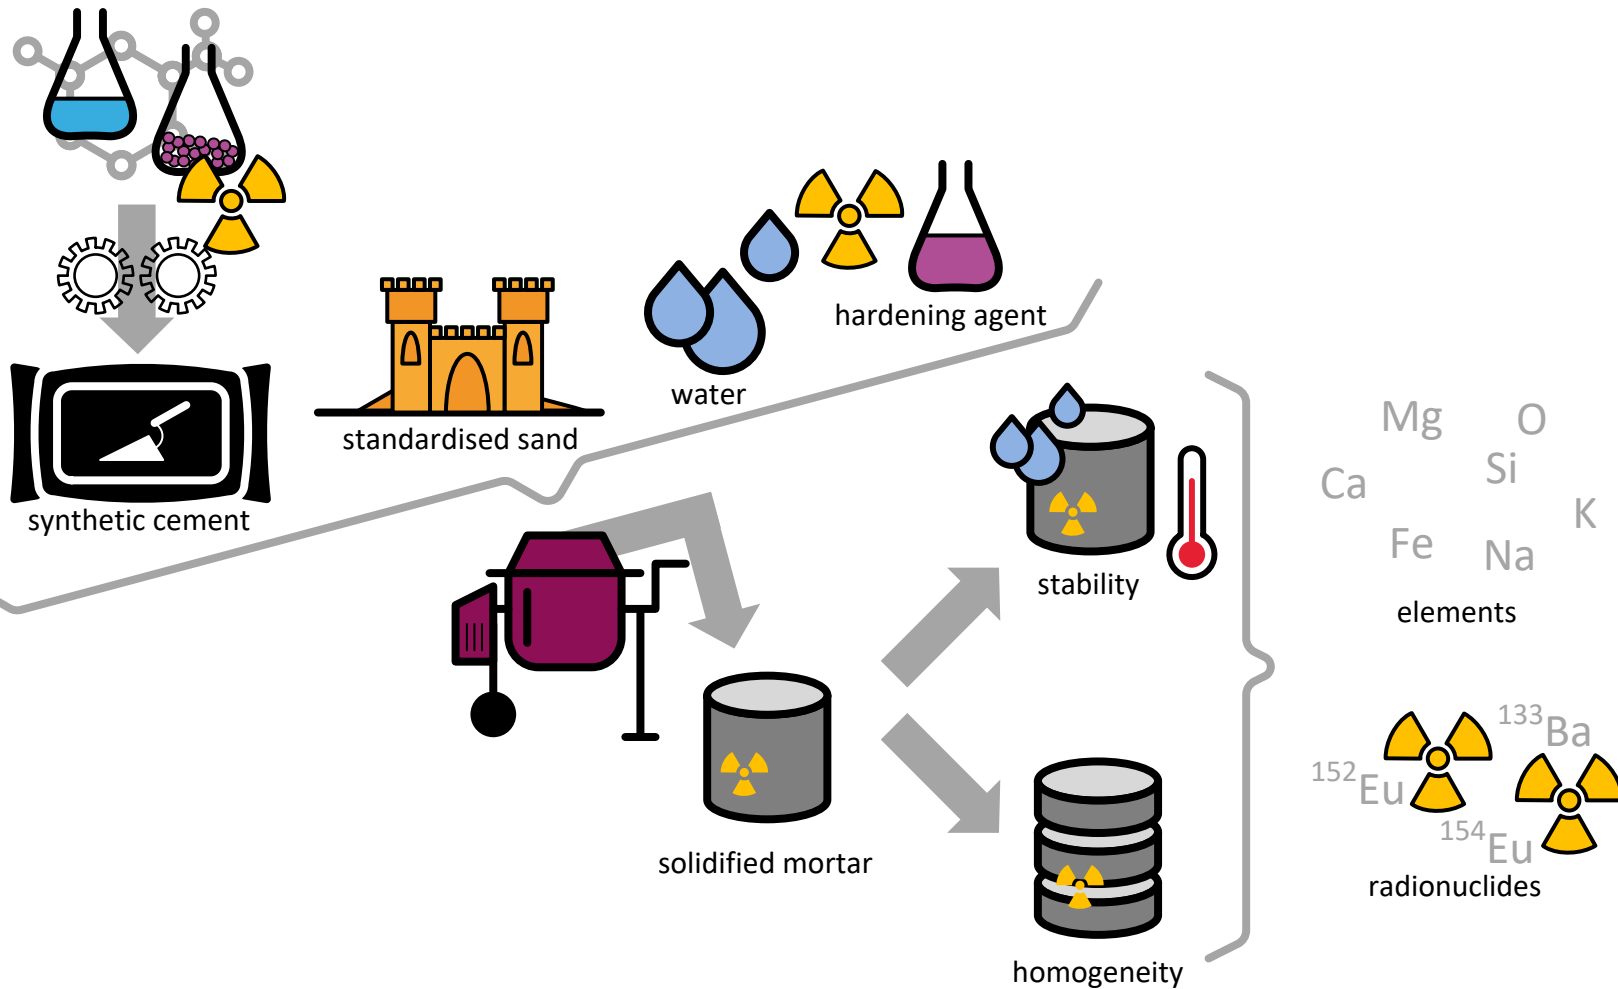 hardening agent
water
standardised sand
synthetic cement
solidified mortar
stability
homogeneity
Mg
O
Ca
Si
K
Fe
Na
elements
133Ba
152Eu
154Eu
radionuclides